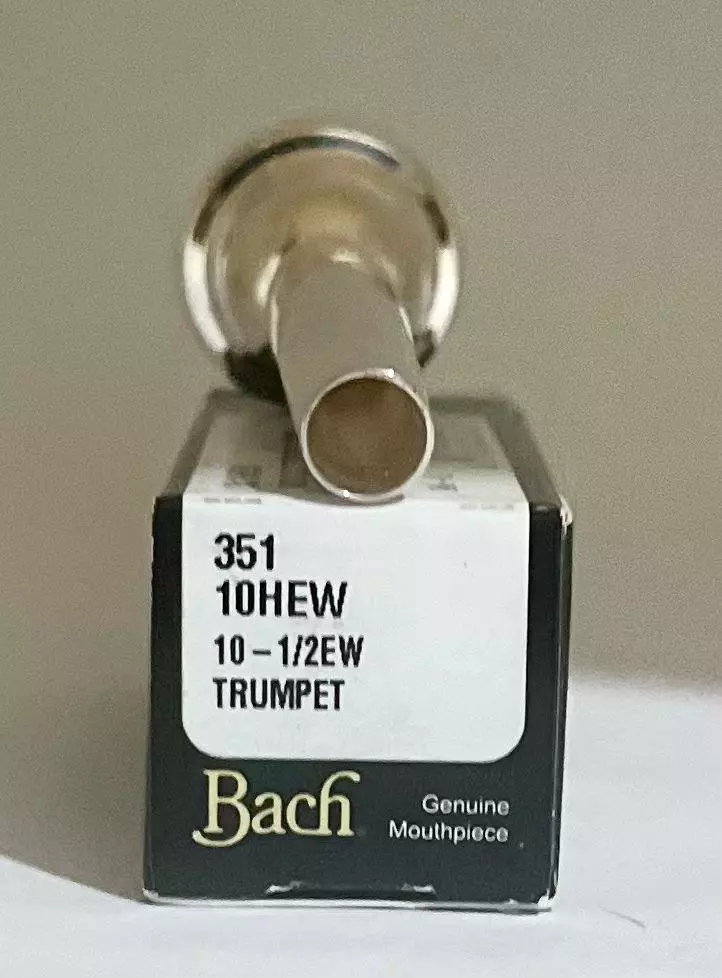 351
10HEW
10-1/2EW
TRUMPET
Bach
Genuine
Mouthpiece